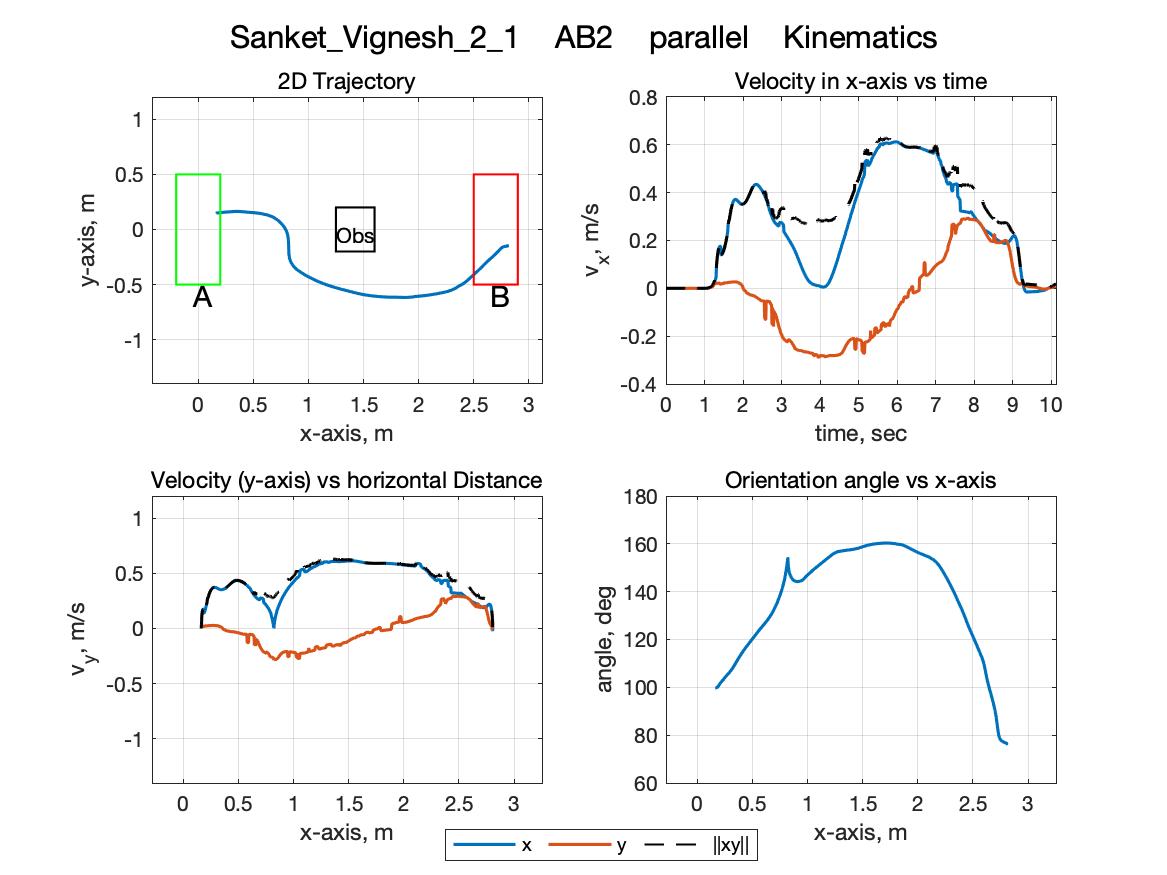 Sanket_Vignesh_2_1 AB2 parallel Kinematics
2D Trajectory
1
0.5
0
-0.5
-1
y-axis, m
A
Obs
B
0 0.5 1 1.5 2 2.5 3
x-axis, m
Velocity in x-axis vs time
0.8
0.6
0.4
0.2
0
-0.2
-0.4
vx, m/s
0 1 2 3 4 5 6 7 8 9 10
time, sec
Velocity (y-axis) vs horizontal Distance
1
0.5
0
-0.5
-1
vy, m/s
0 0.5 1 1.5 2 2.5 3
x-axis, m
Orientation angle vs x-axis
180
160
140
120
100
80
60
angle, deg
0 0.5 1 1.5 2 2.5 3
x-axis, m
x y ||xy||